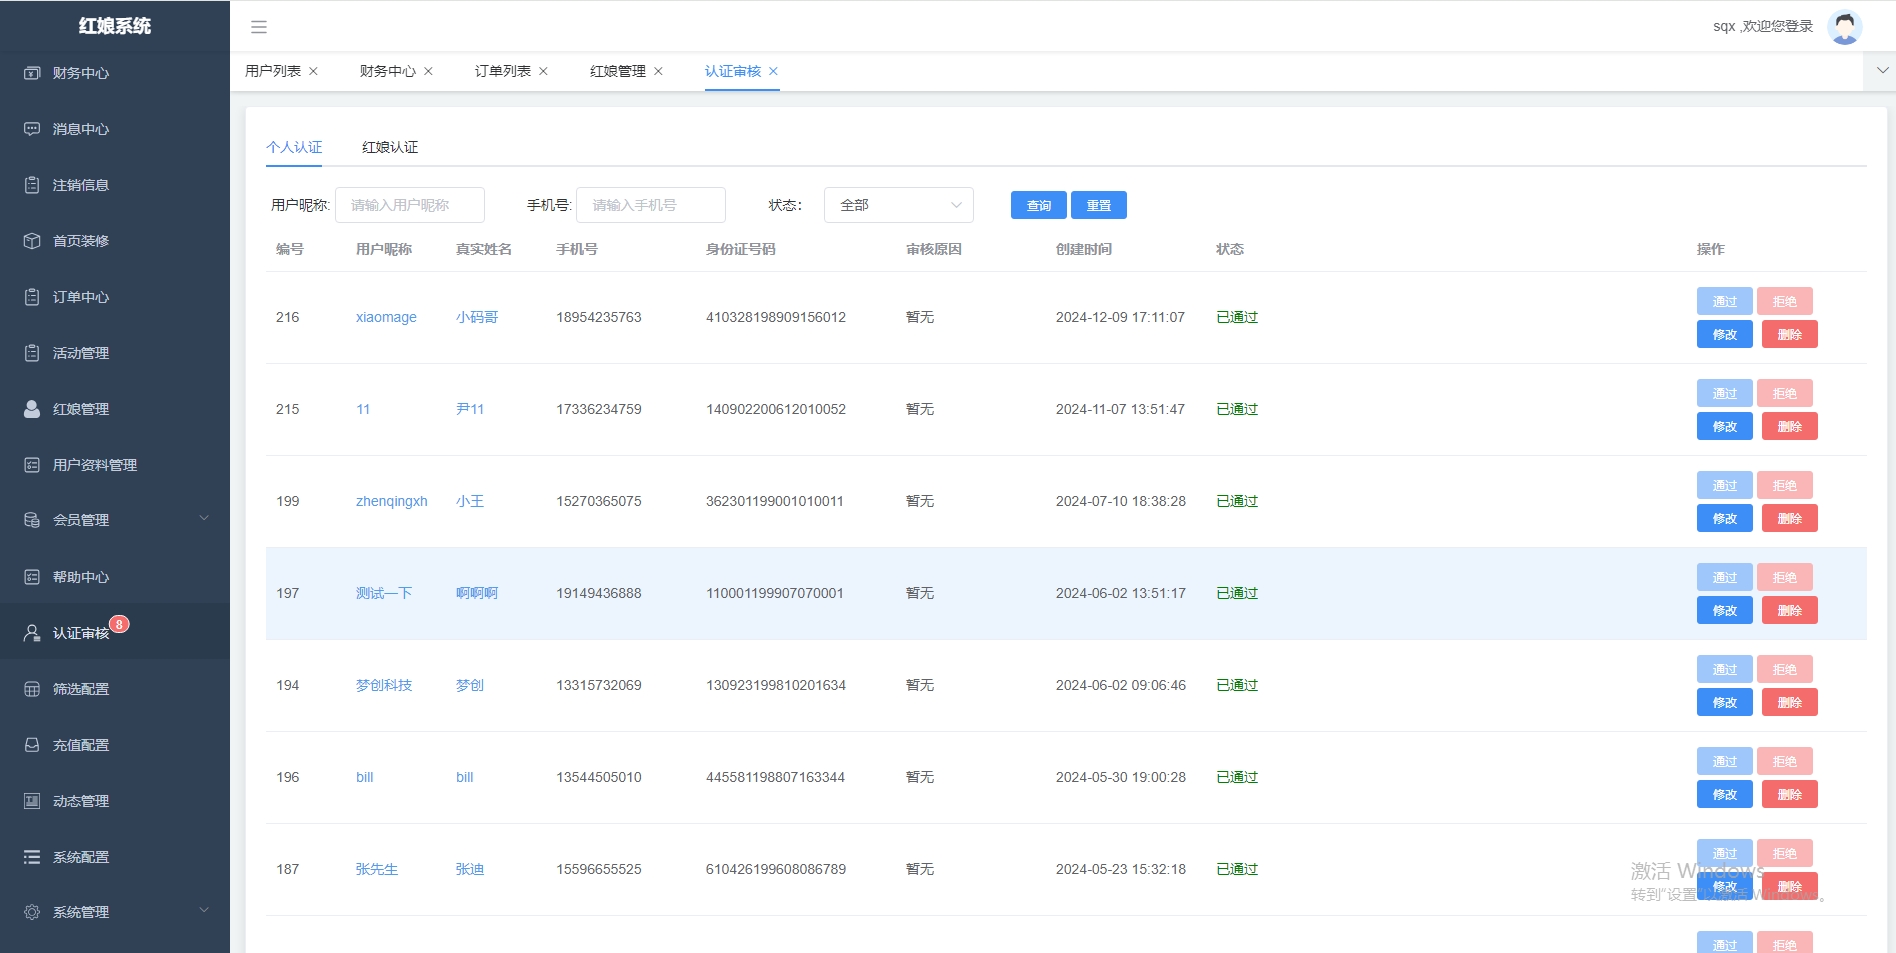 红娘系统
sqx ,欢迎您登录
财务中心
消息中心
注销信息
首页装修
订单中心
活动管理
红娘管理
用户资料管理
会员管理
帮助中心
认证审核
8
筛选配置
充值配置
动态管理
系统配置
系统管理
用户列表 财务中心 订单列表 红娘管理 认证审核
个人认证 红娘认证
用户昵称: 请输入用户昵称 手机号: 请输入手机号 状态: 全部 查询 重置
编号 用户昵称 真实姓名 手机号 身份证号码 审核原因 创建时间 状态 操作
216 xiaomage 小码哥 18954235763 410328198909156012 暂无 2024-12-09 17:11:07 已通过 通过 拒绝
修改 删除
215 11 尹11 17336234759 140902200612010052 暂无 2024-11-07 13:51:47 已通过 通过 拒绝
修改 删除
199 zhenqingxh 小王 15270365075 362301199001010011 暂无 2024-07-10 18:38:28 已通过 通过 拒绝
修改 删除
197 测试一下 啊啊啊 19149436888 110001199907070001 暂无 2024-06-02 13:51:17 已通过 通过 拒绝
修改 删除
194 梦创科技 梦创 13315732069 130923199810201634 暂无 2024-06-02 09:06:46 已通过 通过 拒绝
修改 删除
196 bill bill 13544505010 445581198807163344 暂无 2024-05-30 19:00:28 已通过 通过 拒绝
修改 删除
187 张先生 张迪 15596655525 610426199608086789 暂无 2024-05-23 15:32:18 已通过 通过 拒绝
修改 删除
激活 Windows
转到"设置"以激活 Windows。
通过 拒绝